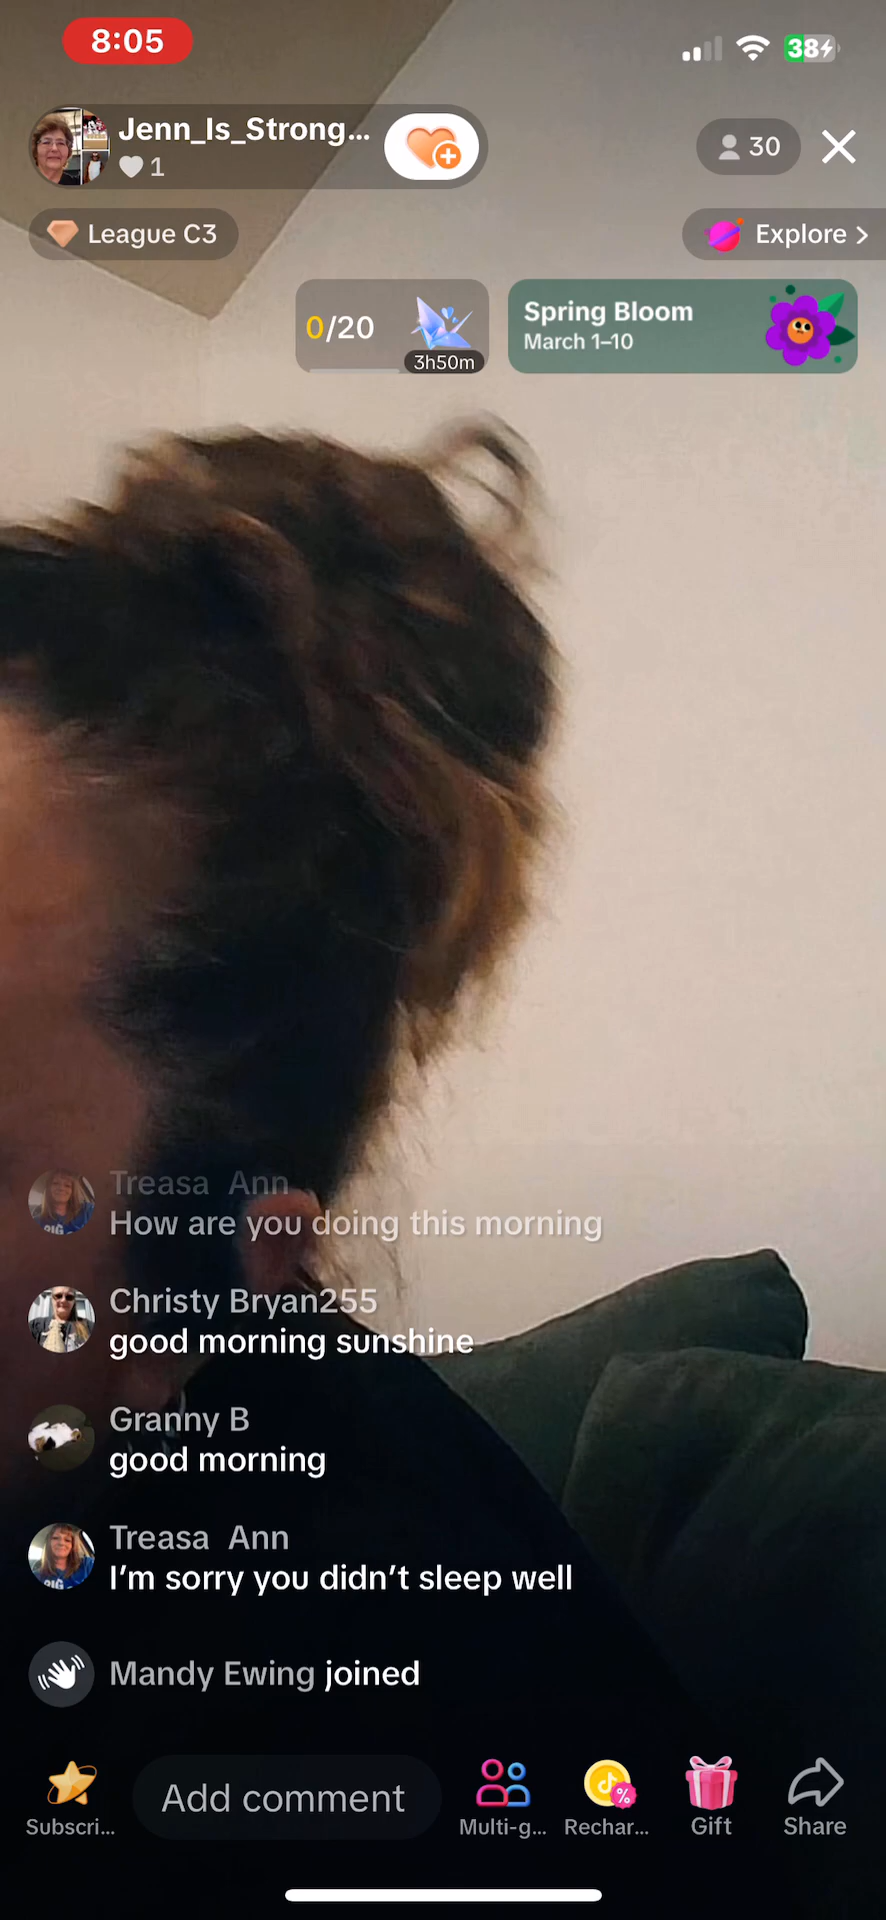 8:05
38
Jenn_Is_Strong...
1
30
League C3
Explore >
0/20
3h50m
Spring Bloom
March 1–10
Treasa Ann
How are you doing this morning
Christy Bryan255
good morning sunshine
Granny B
good morning
Treasa Ann
I'm sorry you didn't sleep well
Mandy Ewing joined
Add comment
Subscri...
Multi-g...
Rechar...
Gift
Share